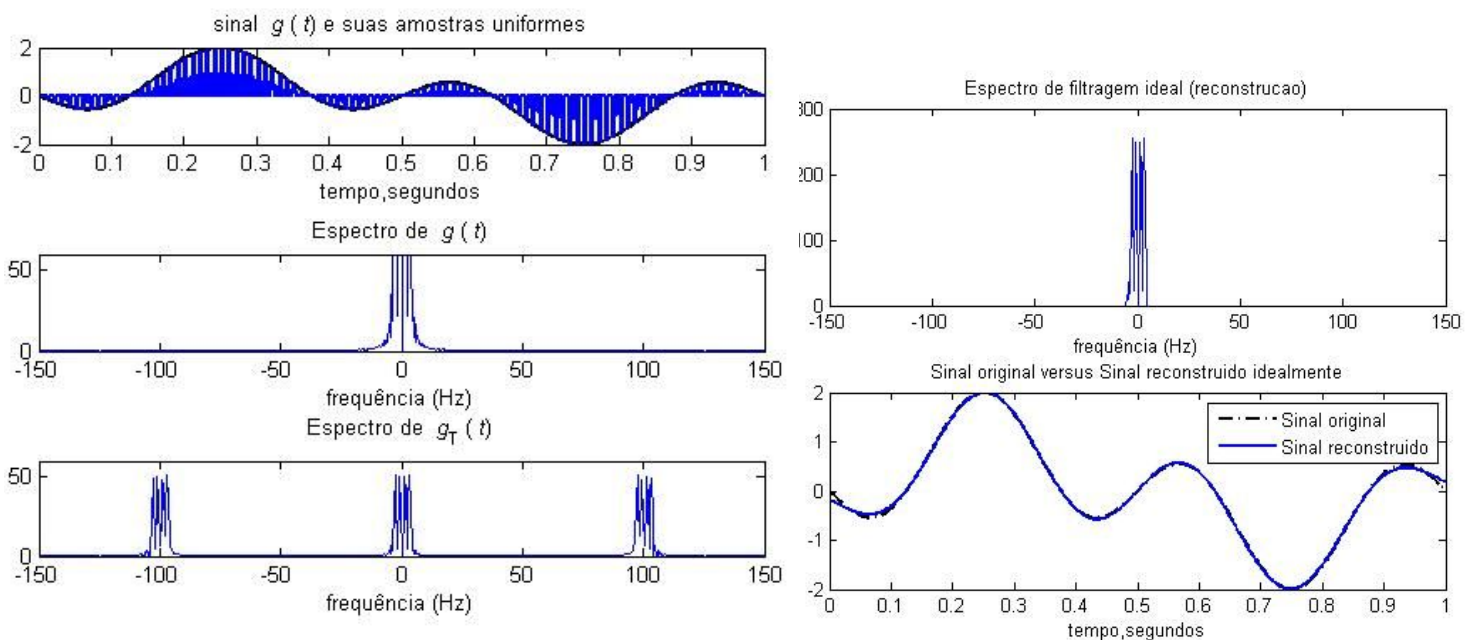 sinal g ( t ) e suas amostras uniformes
2
0
-2
0 0.1 0.2 0.3 0.4 0.5 0.6 0.7 0.8 0.9 1
tempo,segundos
Espectro de g ( t )
50
0
-150 -100 -50 0 50 100 150
frequência (Hz)
Espectro de gT ( t )
50
0
-150 -100 -50 0 50 100 150
frequência (Hz)
Espectro de filtragem ideal (reconstrucao)
300
200
100
0
-150 -100 -50 0 50 100 150
frequência (Hz)
Sinal original versus Sinal reconstruido idealmente
2
1
0
-1
-2
Sinal original
Sinal reconstruido
0 0.1 0.2 0.3 0.4 0.5 0.6 0.7 0.8 0.9 1
tempo,segundos